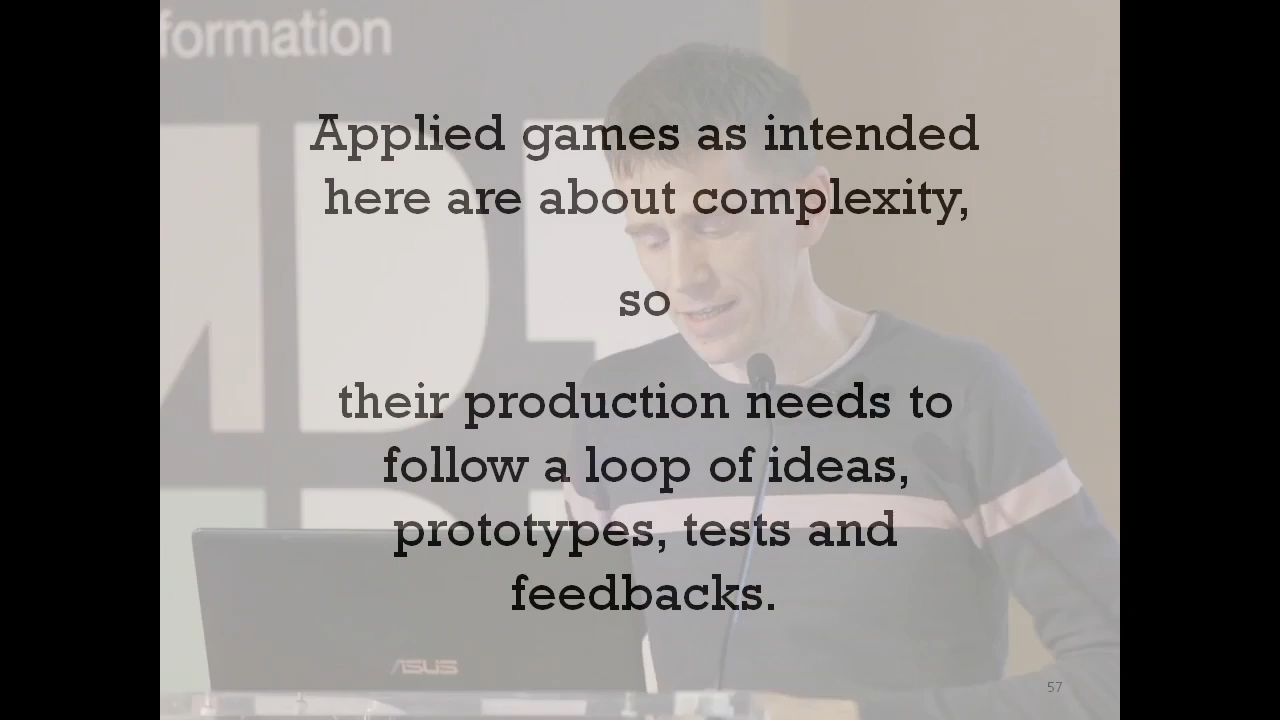 formation
Applied games as intended
here are about complexity,
so
their production needs to
follow a loop of ideas,
prototypes, tests and
feedbacks.
ASUS
57